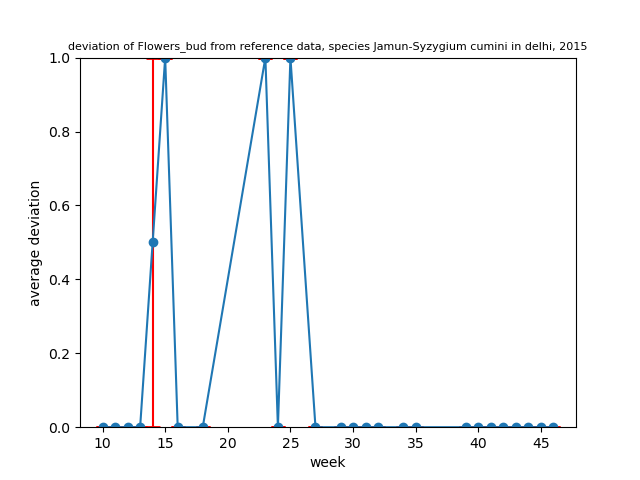 deviation of Flowers_bud from reference data, species Jamun-Syzygium cumini in delhi, 2015
1.0
0.8
0.6
0.4
0.2
0.0
average deviation
10 15 20 25 30 35 40 45
week